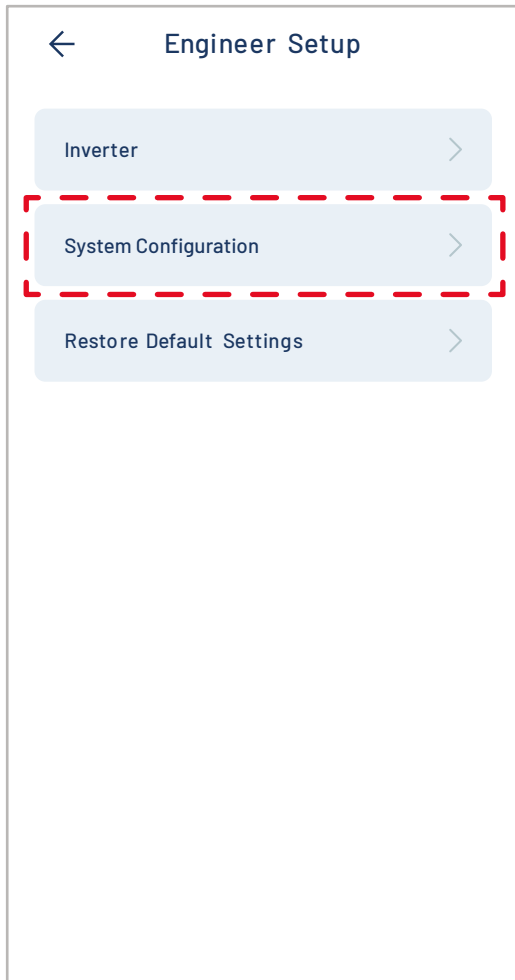 Engineer Setup
Inverter
System Configuration
Restore Default Settings